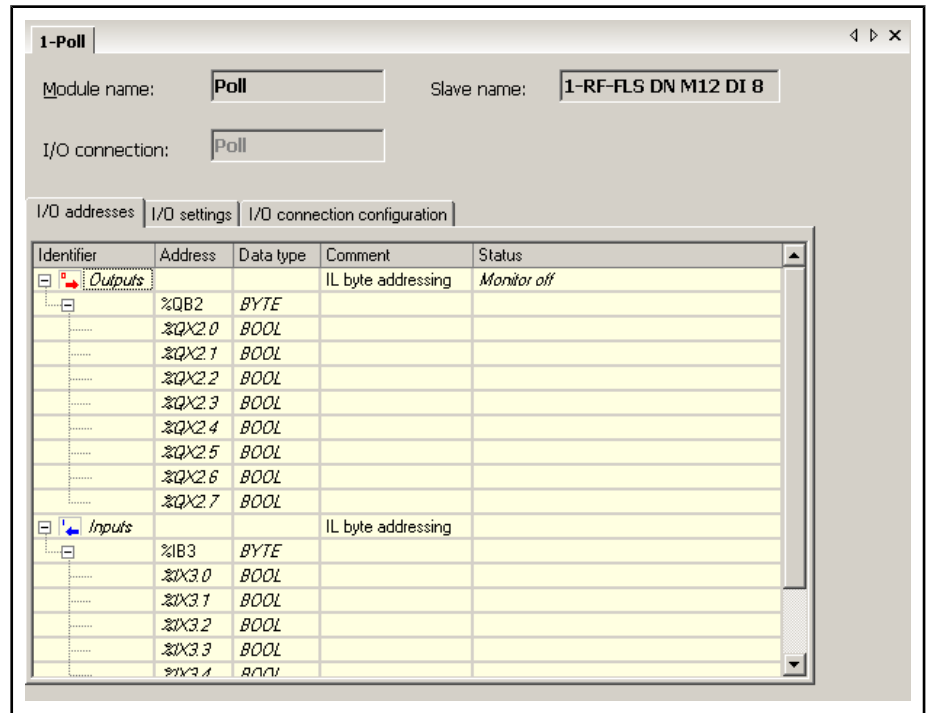 1-Poll
Module name: Poll Slave name: 1-RF-FLS DN M12 DI 8
I/O connection: Poll
I/O addresses I/O settings I/O connection configuration
Identifier Address Data type Comment Status
Outputs IL byte addressing Monitor off
%QB2 BYTE
%QX2.0 BOOL
%QX2.1 BOOL
%QX2.2 BOOL
%QX2.3 BOOL
%QX2.4 BOOL
%QX2.5 BOOL
%QX2.6 BOOL
%QX2.7 BOOL
Inputs IL byte addressing
%IB3 BYTE
%IX3.0 BOOL
%IX3.1 BOOL
%IX3.2 BOOL
%IX3.3 BOOL
%IX3.4 BOOL